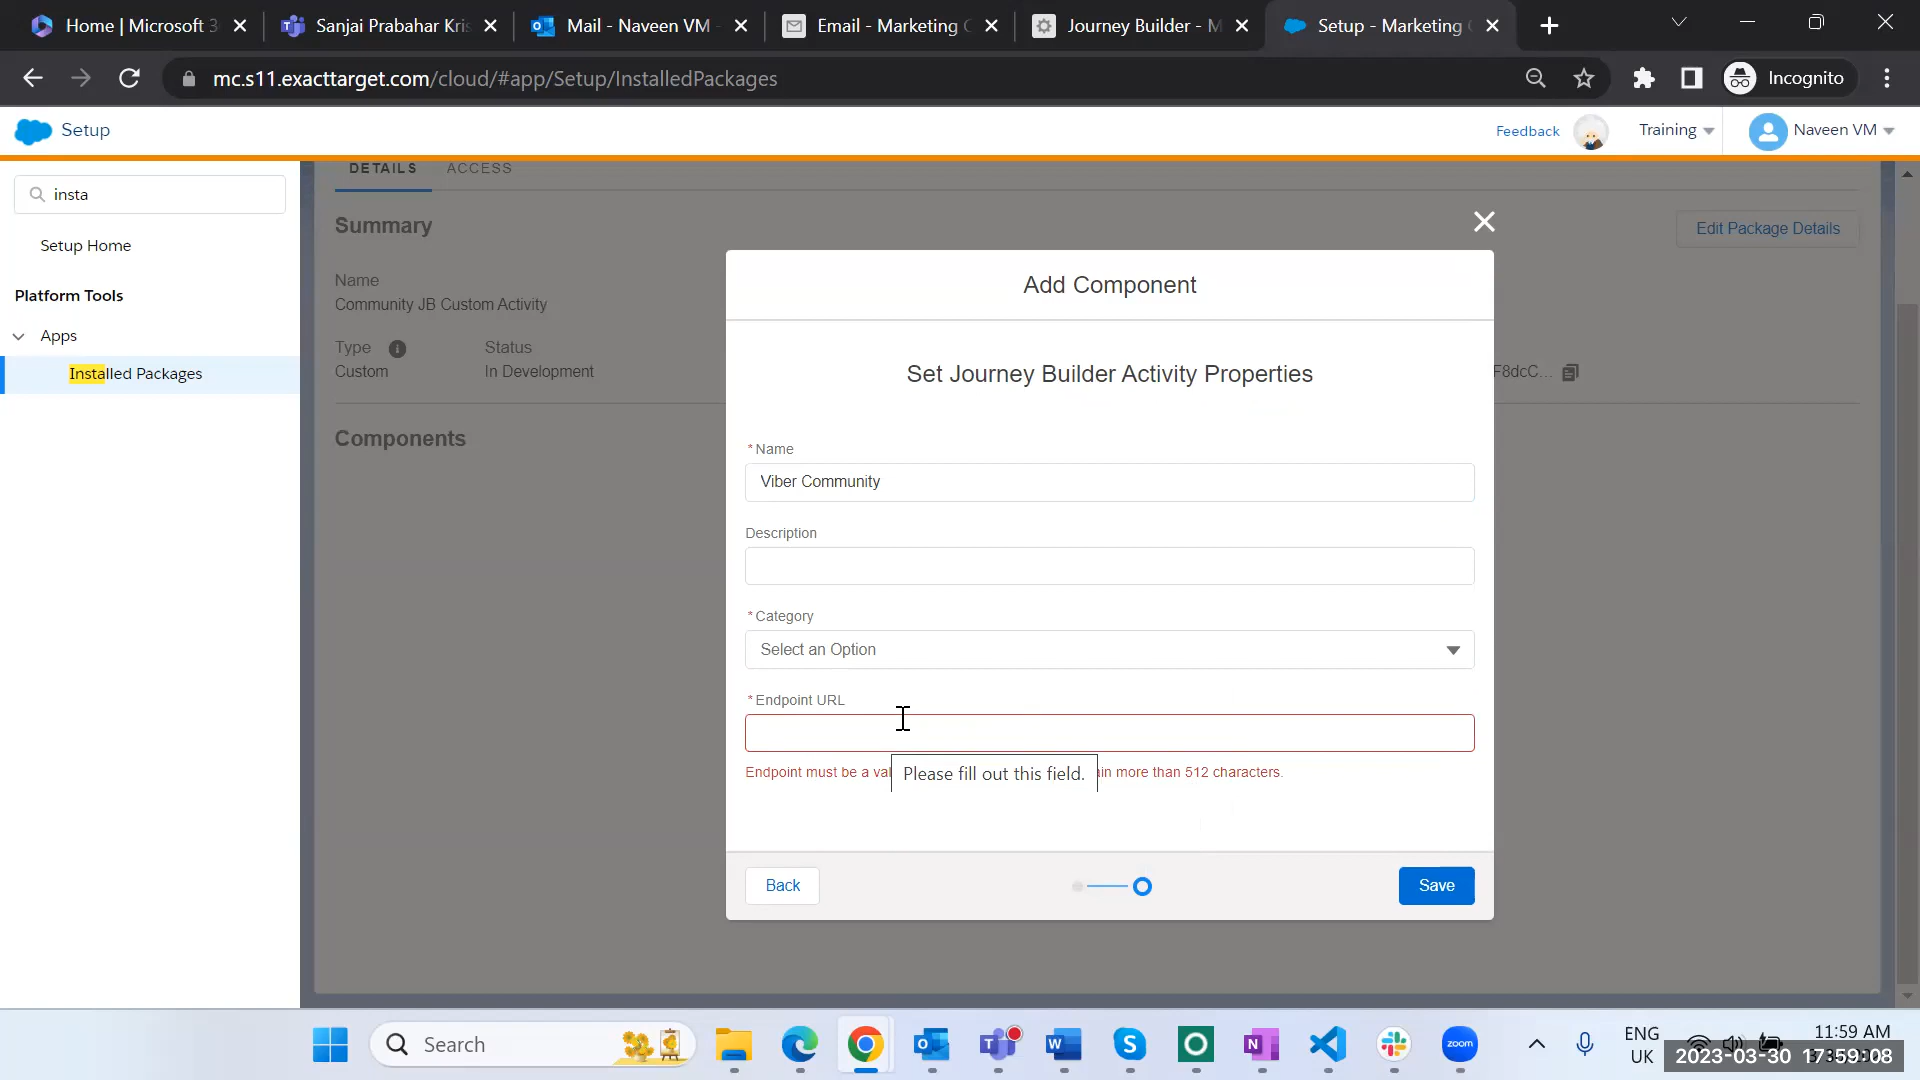 Home | Microsoft 3
Sanjai Prabahar Kris
Mail - Naveen VM -
Email - Marketing C
Journey Builder - M
Setup - Marketing C
mc.s11.exacttarget.com/cloud/#app/Setup/InstalledPackages
Incognito
Setup
Feedback
Training
Naveen VM
insta
Setup Home
Platform Tools
Apps
Installed Packages
DETAILS
ACCESS
Summary
Edit Package Details
Name
Community JB Custom Activity
Type
Status
Custom
In Development
F8dcC...
Components
Add Component
Set Journey Builder Activity Properties
* Name
Viber Community
Description
* Category
Select an Option
* Endpoint URL
Endpoint must be a val
Please fill out this field.
in more than 512 characters.
Back
Save
Search
ENG
UK
11:59 AM
2023-03-30 17:59:08